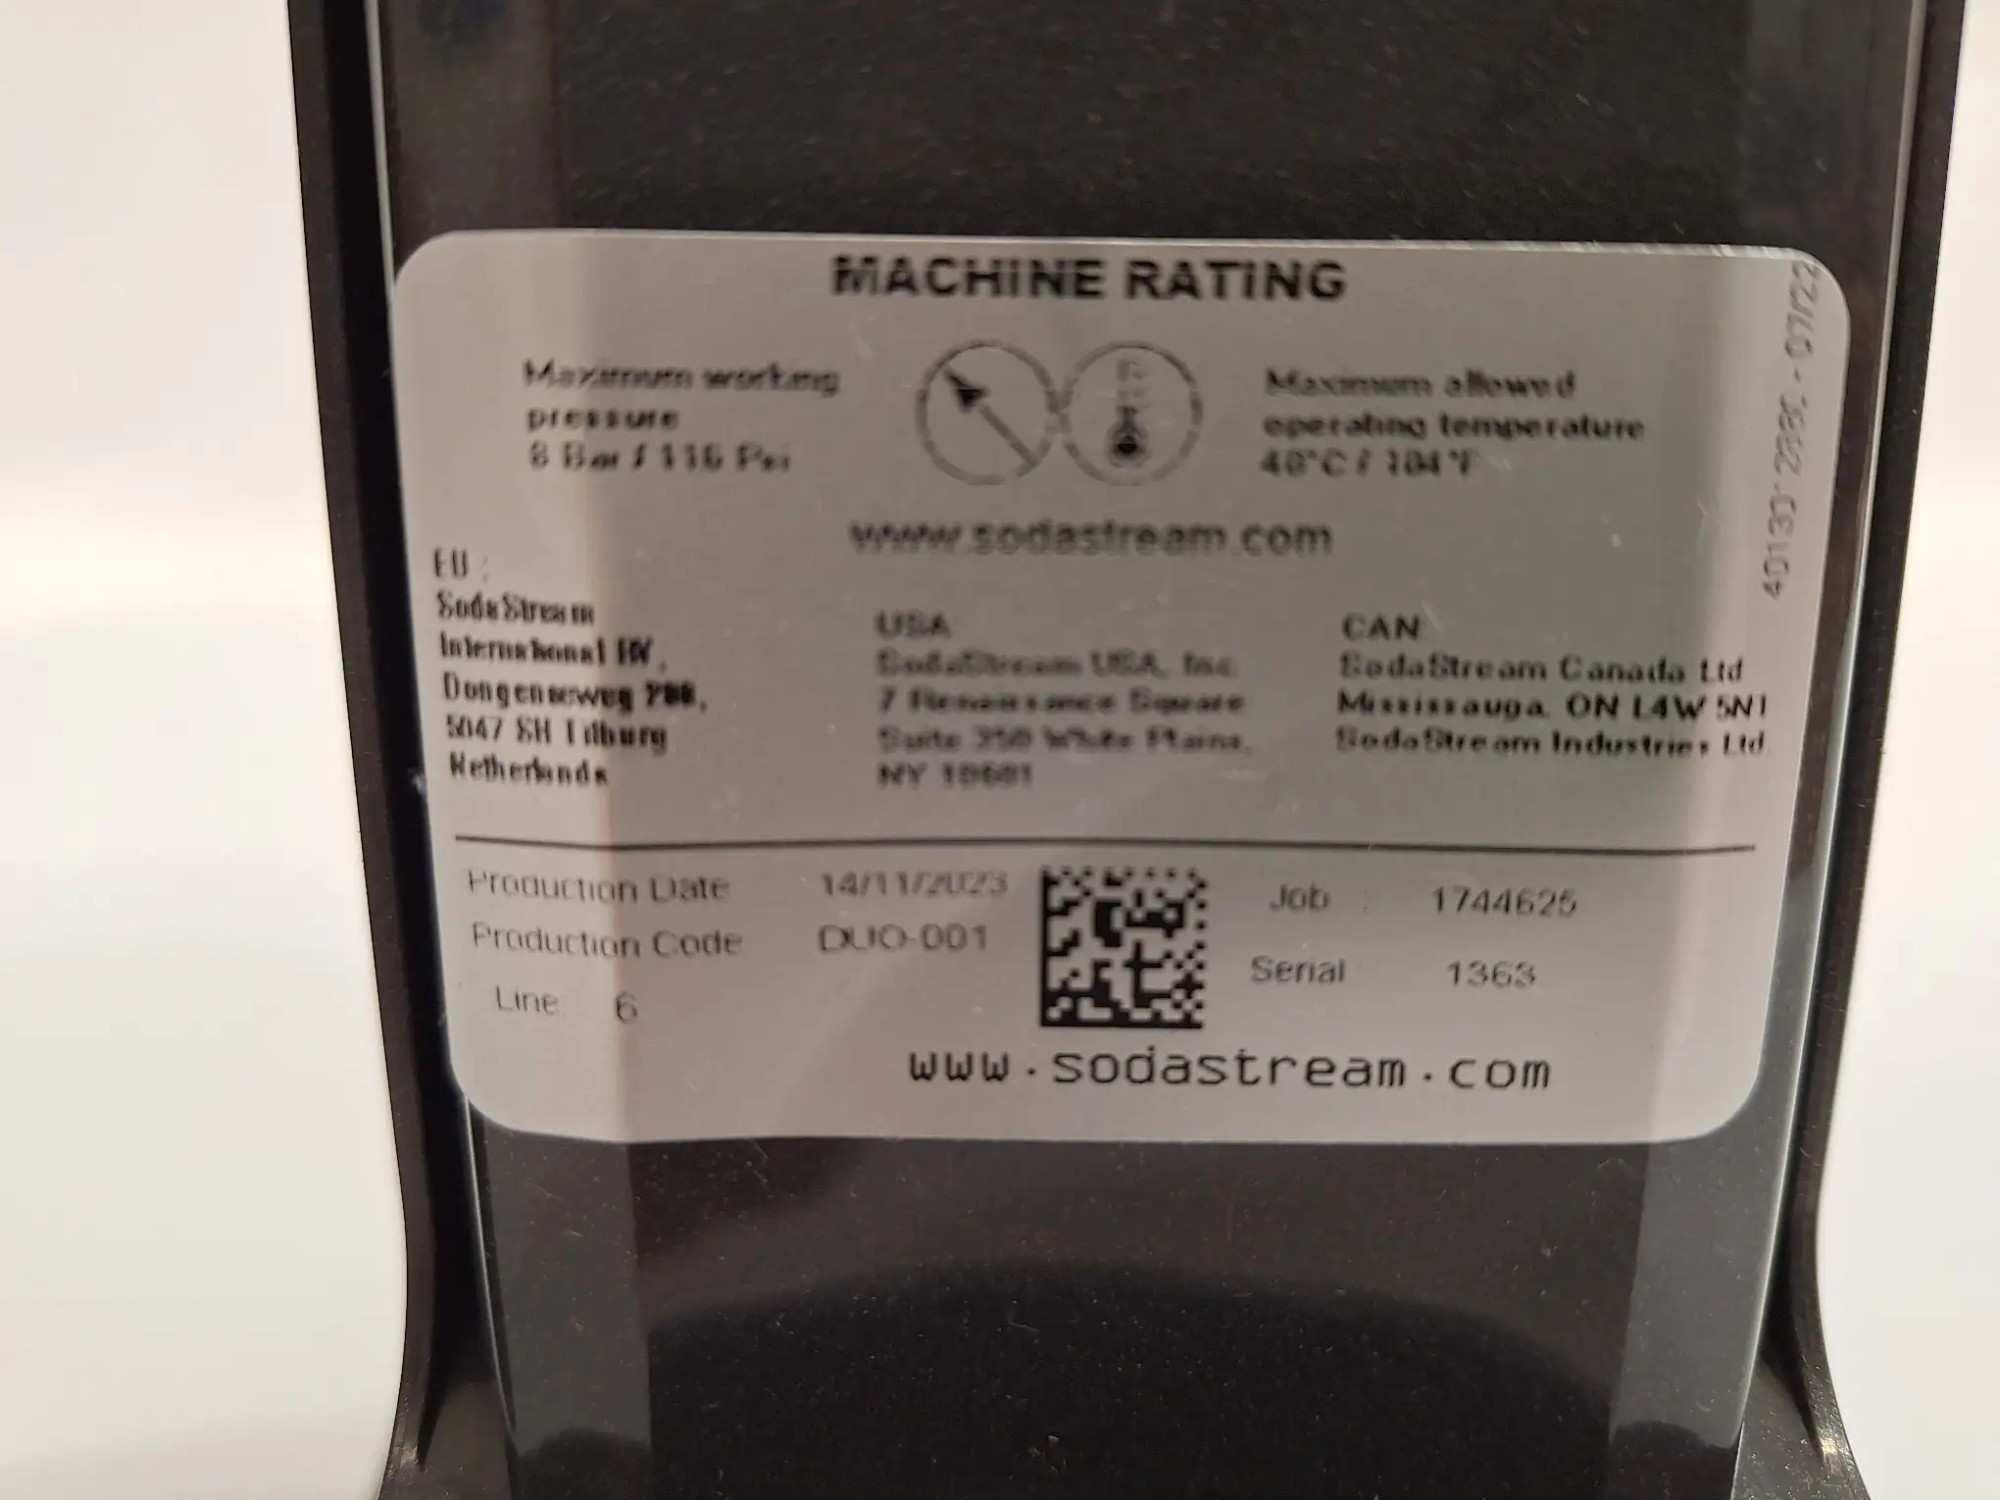 MACHINE RATING
Maximum working
pressure
8 Bar / 116 Psi
Maximum allowed
operating temperature
40°C / 104°F
www.sodastream.com
EU :
SodaStream
International BV,
Dongenseweg 200,
5047 SH Tilburg
Netherlands
USA
SodaStream USA, Inc.
7 Renaissance Square
Suite 350 White Plains,
NY 10601
CAN
SodaStream Canada Ltd
Mississauga, ON L4W 5N1
SodaStream Industries Ltd.
- 07/22
Production Date 14/11/2023
Production Code DUO-001
Line 6
Job : 1744625
Serial 1363
www.sodastream.com